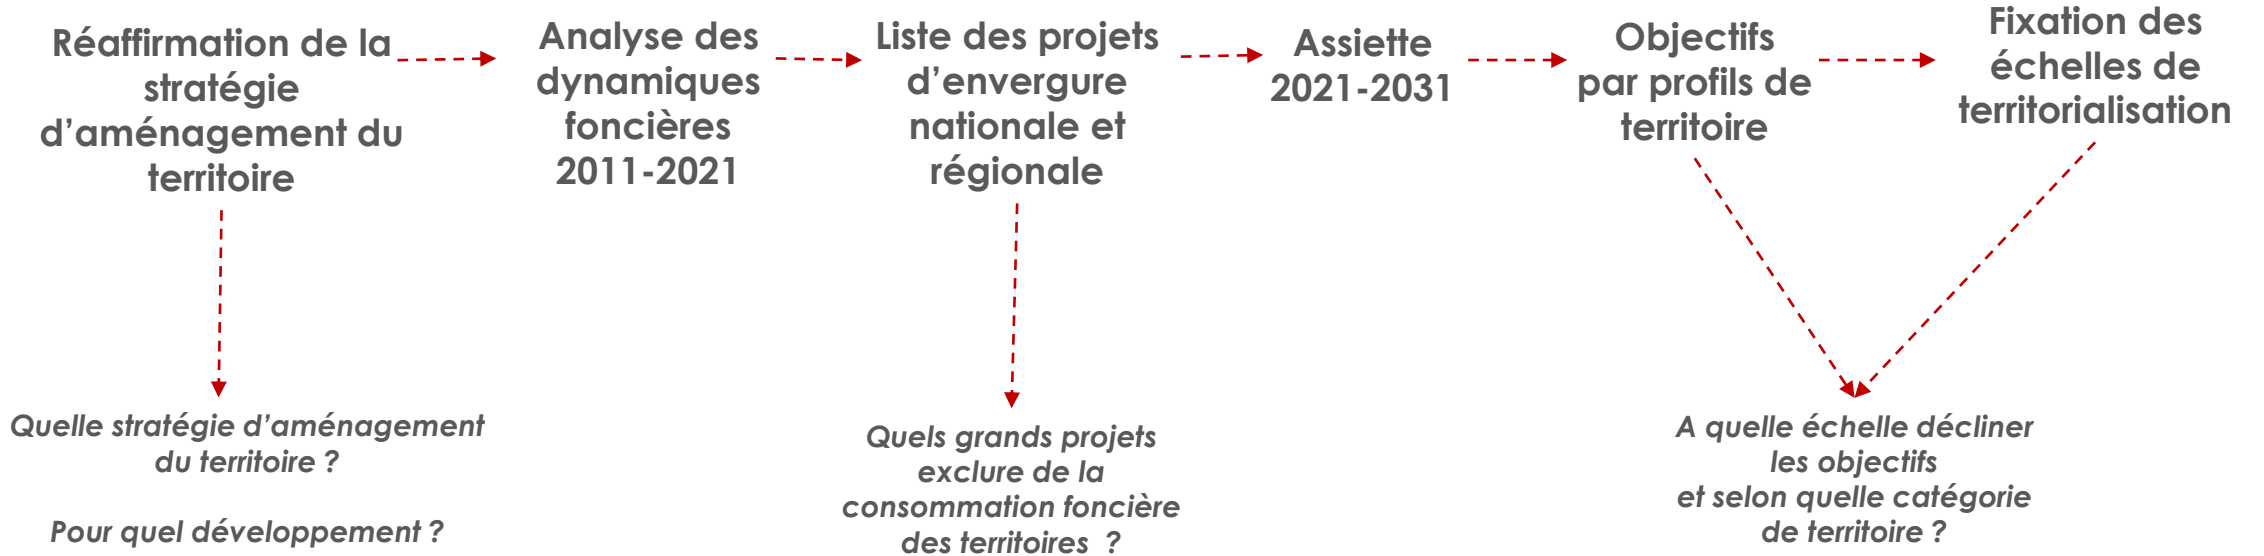 Réaffirmation de la
stratégie
d’aménagement du
territoire
Analyse des
dynamiques
foncières
2011-2021
Liste des projets
d’envergure
nationale et
régionale
Assiette
2021-2031
Objectifs
par profils de
territoire
Fixation des
échelles de
territorialisation
Quelle stratégie d’aménagement
du territoire ?
Pour quel développement ?
Quels grands projets
exclure de la
consommation foncière
des territoires ?
A quelle échelle décliner
les objectifs
et selon quelle catégorie
de territoire ?